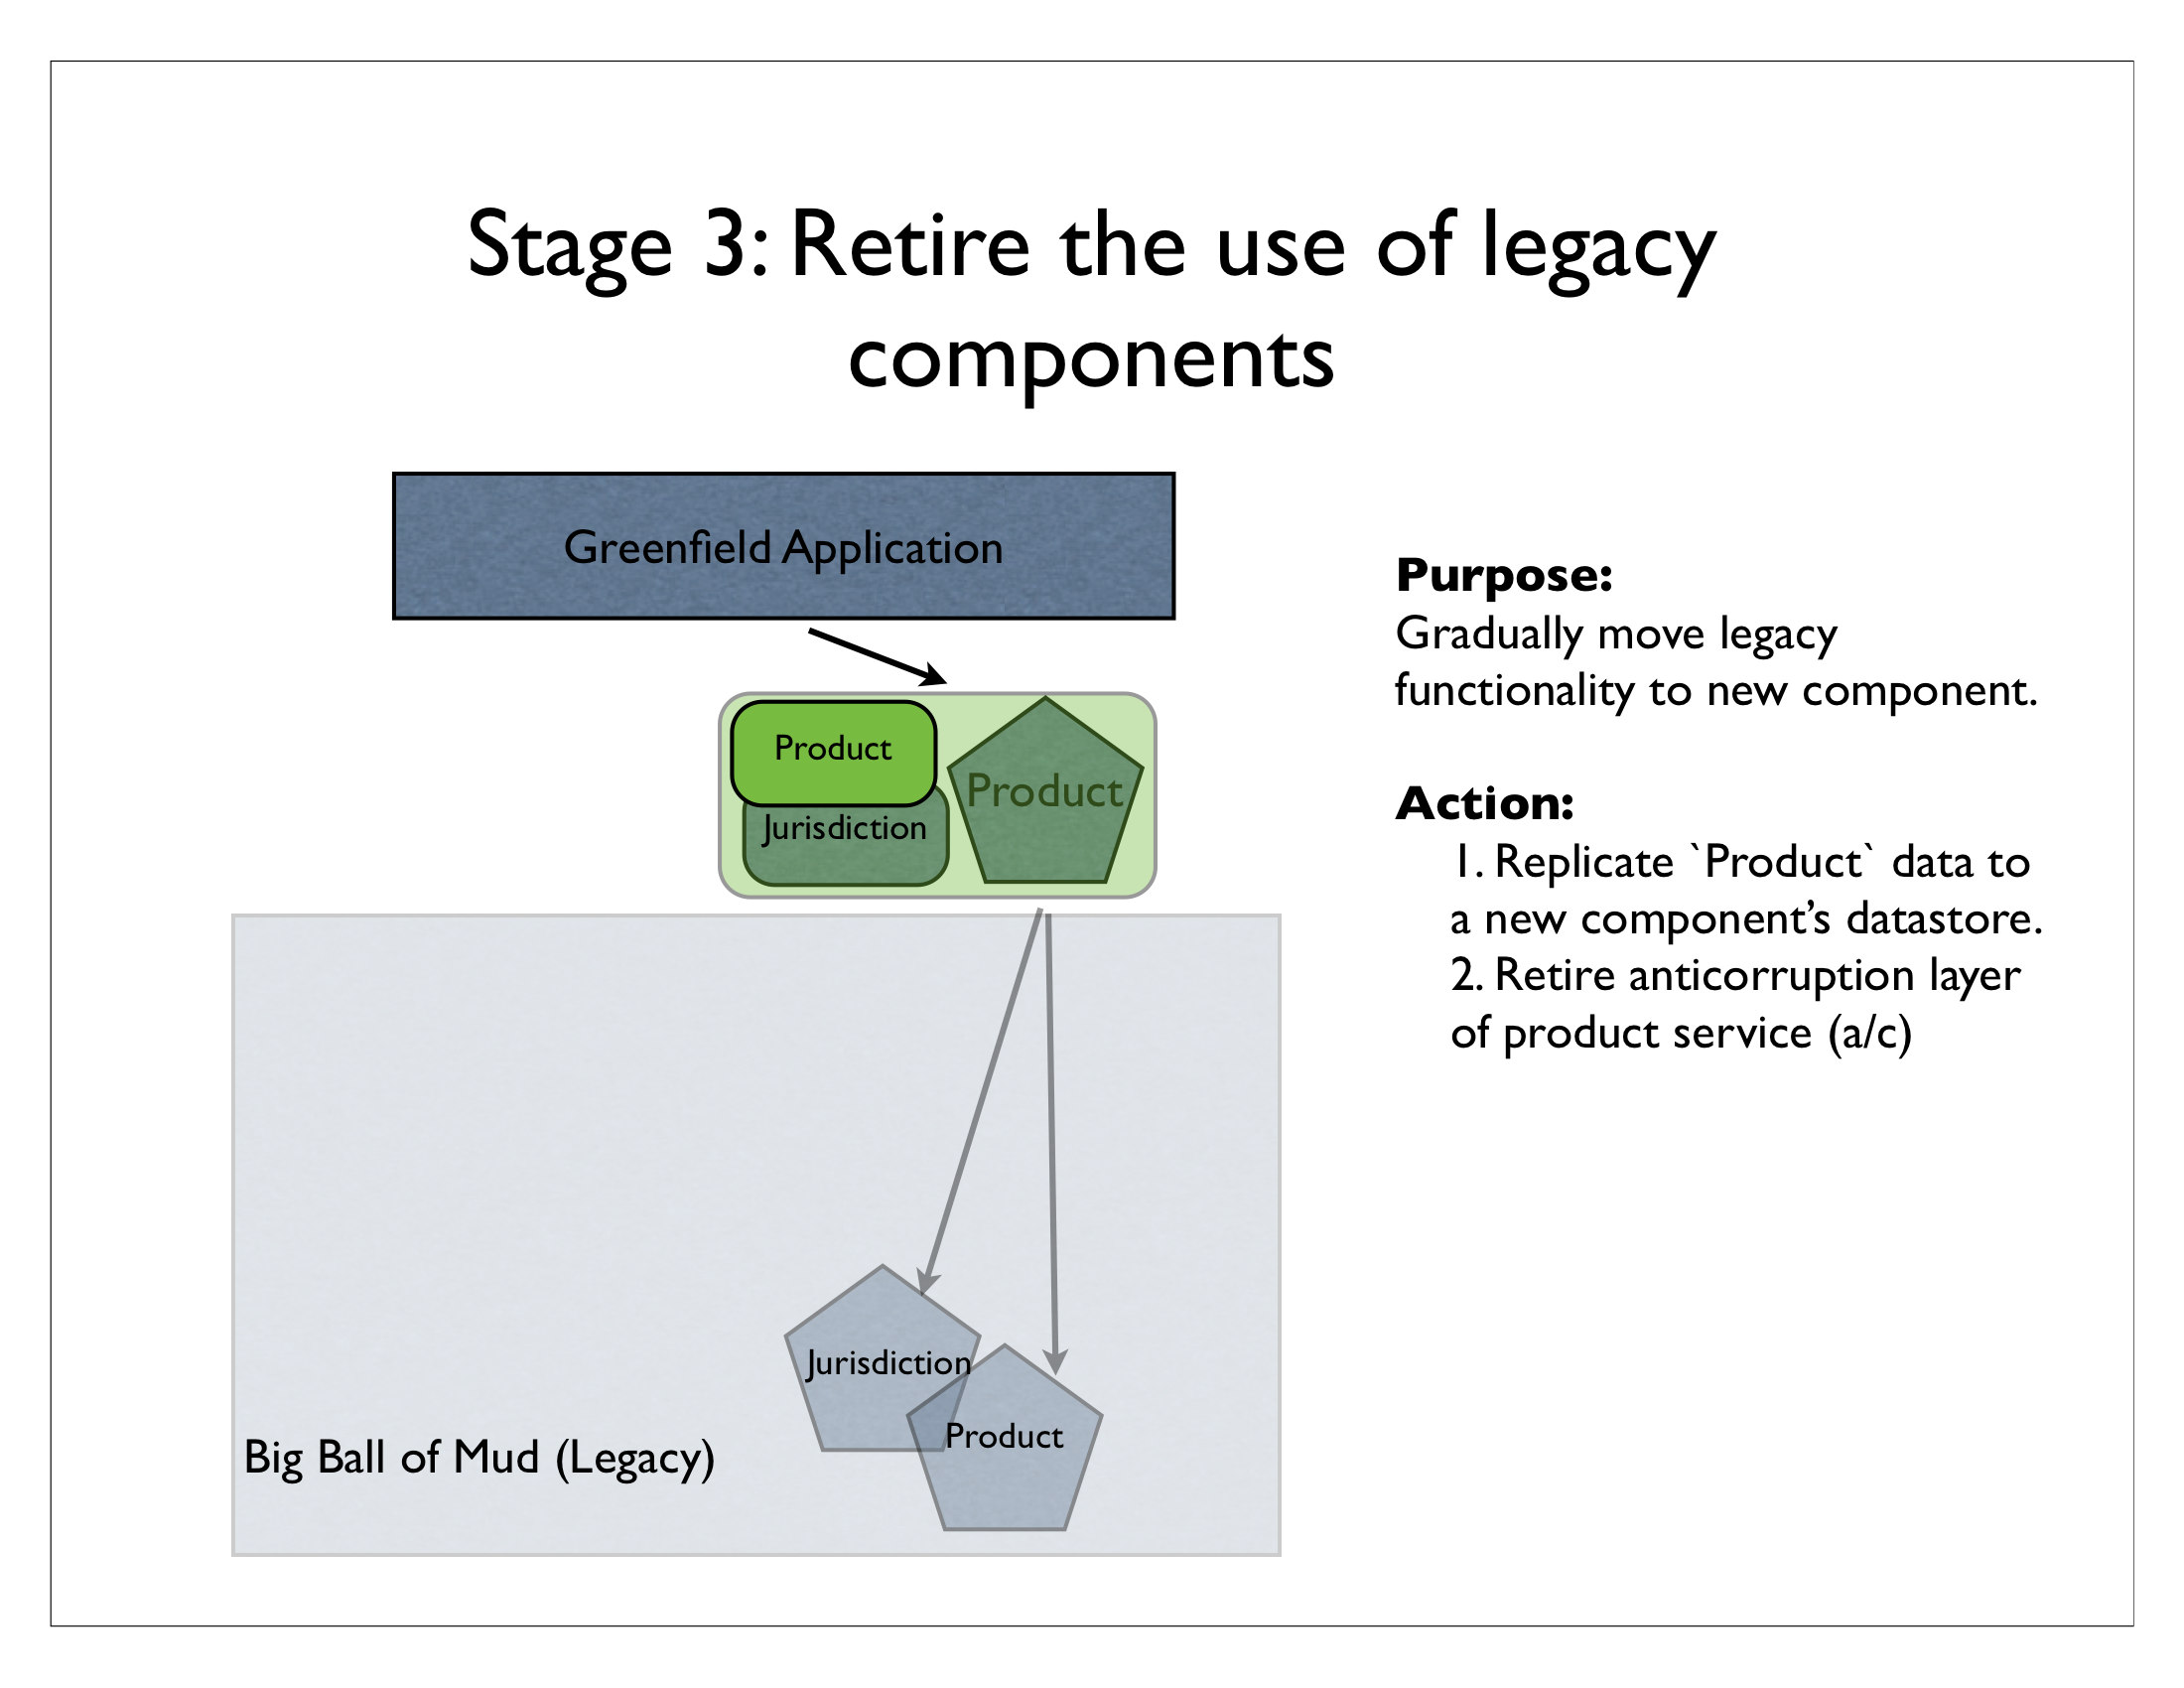 Stage 3: Retire the use of legacy
components
Greenfield Application
Product
Jurisdiction
Product
Jurisdiction
Product
Big Ball of Mud (Legacy)
Purpose:
Gradually move legacy
functionality to new component.
Action:
1. Replicate `Product` data to
a new component’s datastore.
2. Retire anticorruption layer
of product service (a/c)